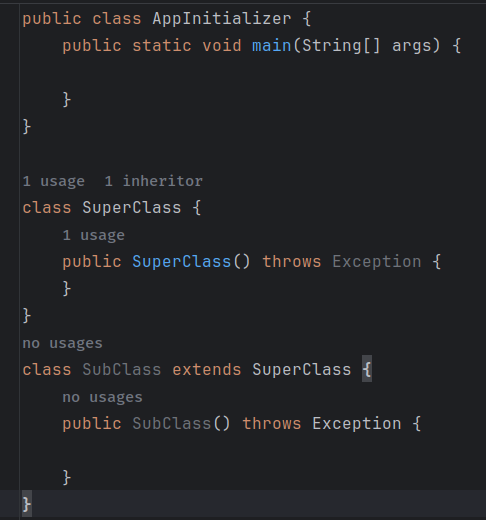 public class AppInitializer {
public static void main(String[] args) {
}
}
1 usage 1 inheritor
class SuperClass {
1 usage
public SuperClass() throws Exception {
}
}
no usages
class SubClass extends SuperClass {
no usages
public SubClass() throws Exception {
}
}